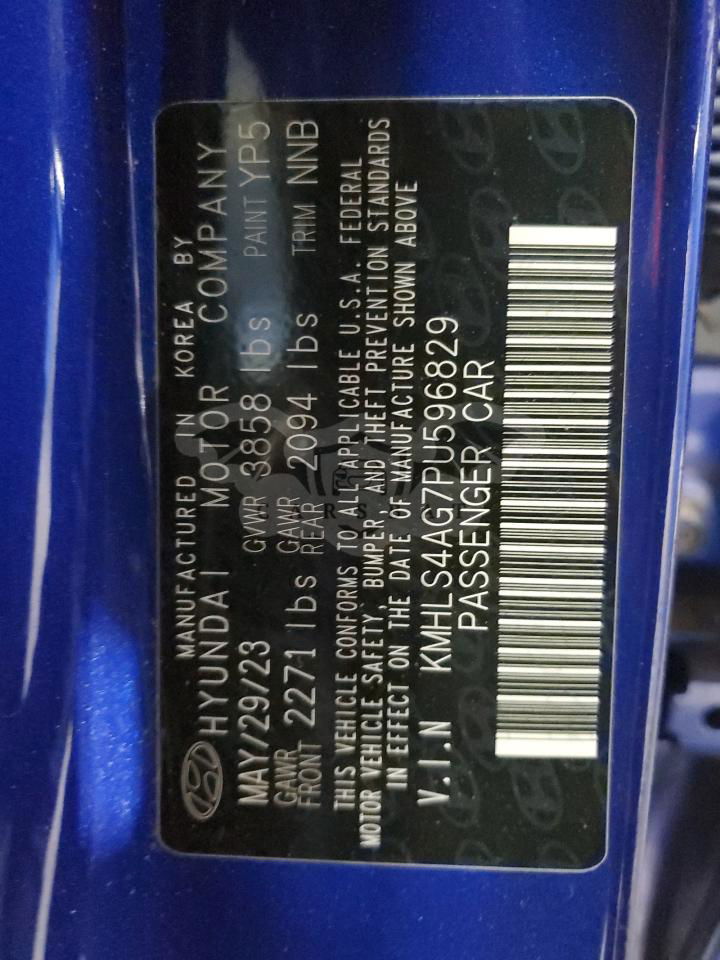 MANUFACTURED IN KOREA BY
HYUNDAI MOTOR COMPANY
MAY/29/23 GVWR 3858 lbs PAINT YP5
GAWR FRONT 2271 lbs GAWR REAR 2094 lbs TRIM NNB
THIS VEHICLE CONFORMS TO ALL APPLICABLE U.S.A. FEDERAL
MOTOR VEHICLE SAFETY, BUMPER, AND THEFT PREVENTION STANDARDS
IN EFFECT ON THE DATE OF MANUFACTURE SHOWN ABOVE
V.I.N KMHLS4AG7PU596829
PASSENGER CAR